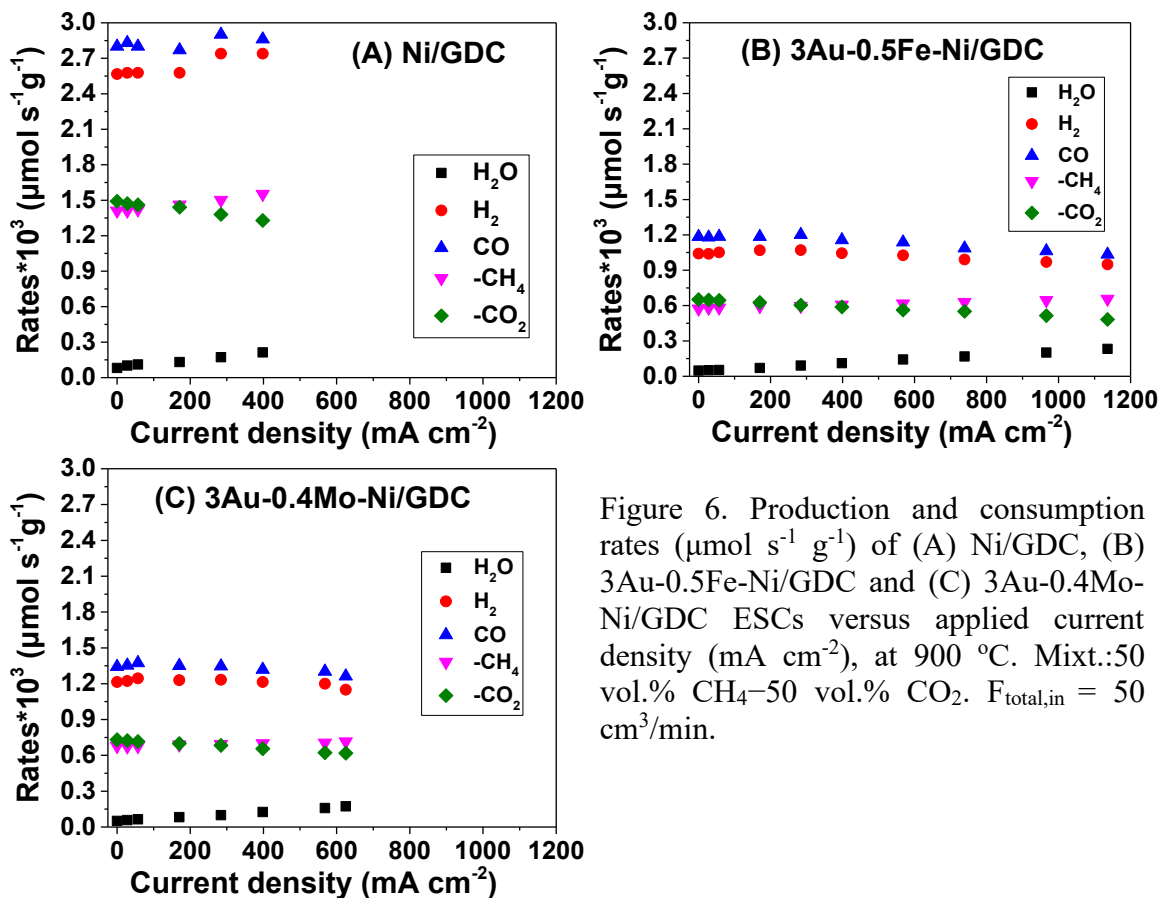 (A) Ni/GDC
Rates*10³ (µmol s⁻¹g⁻¹)
3.0
2.7
2.4
2.1
1.8
1.5
1.2
0.9
0.6
0.3
0.0
H₂O
H₂
CO
-CH₄
-CO₂
0 200 400 600 800 1000 1200
Current density (mA cm⁻²)
(B) 3Au-0.5Fe-Ni/GDC
Rates*10³ (µmol s⁻¹g⁻¹)
3.0
2.7
2.4
2.1
1.8
1.5
1.2
0.9
0.6
0.3
0.0
H₂O
H₂
CO
-CH₄
-CO₂
0 200 400 600 800 1000 1200
Current density (mA cm⁻²)
(C) 3Au-0.4Mo-Ni/GDC
Rates*10³ (µmol s⁻¹g⁻¹)
3.0
2.7
2.4
2.1
1.8
1.5
1.2
0.9
0.6
0.3
0.0
H₂O
H₂
CO
-CH₄
-CO₂
0 200 400 600 800 1000 1200
Current density (mA cm⁻²)
Figure 6. Production and consumption
rates (µmol s⁻¹ g⁻¹) of (A) Ni/GDC, (B)
3Au-0.5Fe-Ni/GDC and (C) 3Au-0.4Mo-
Ni/GDC ESCs versus applied current
density (mA cm⁻²), at 900 ºC. Mixt.:50
vol.% CH₄−50 vol.% CO₂. Fₜₒₜₐₗ,ᵢₙ = 50
cm³/min.